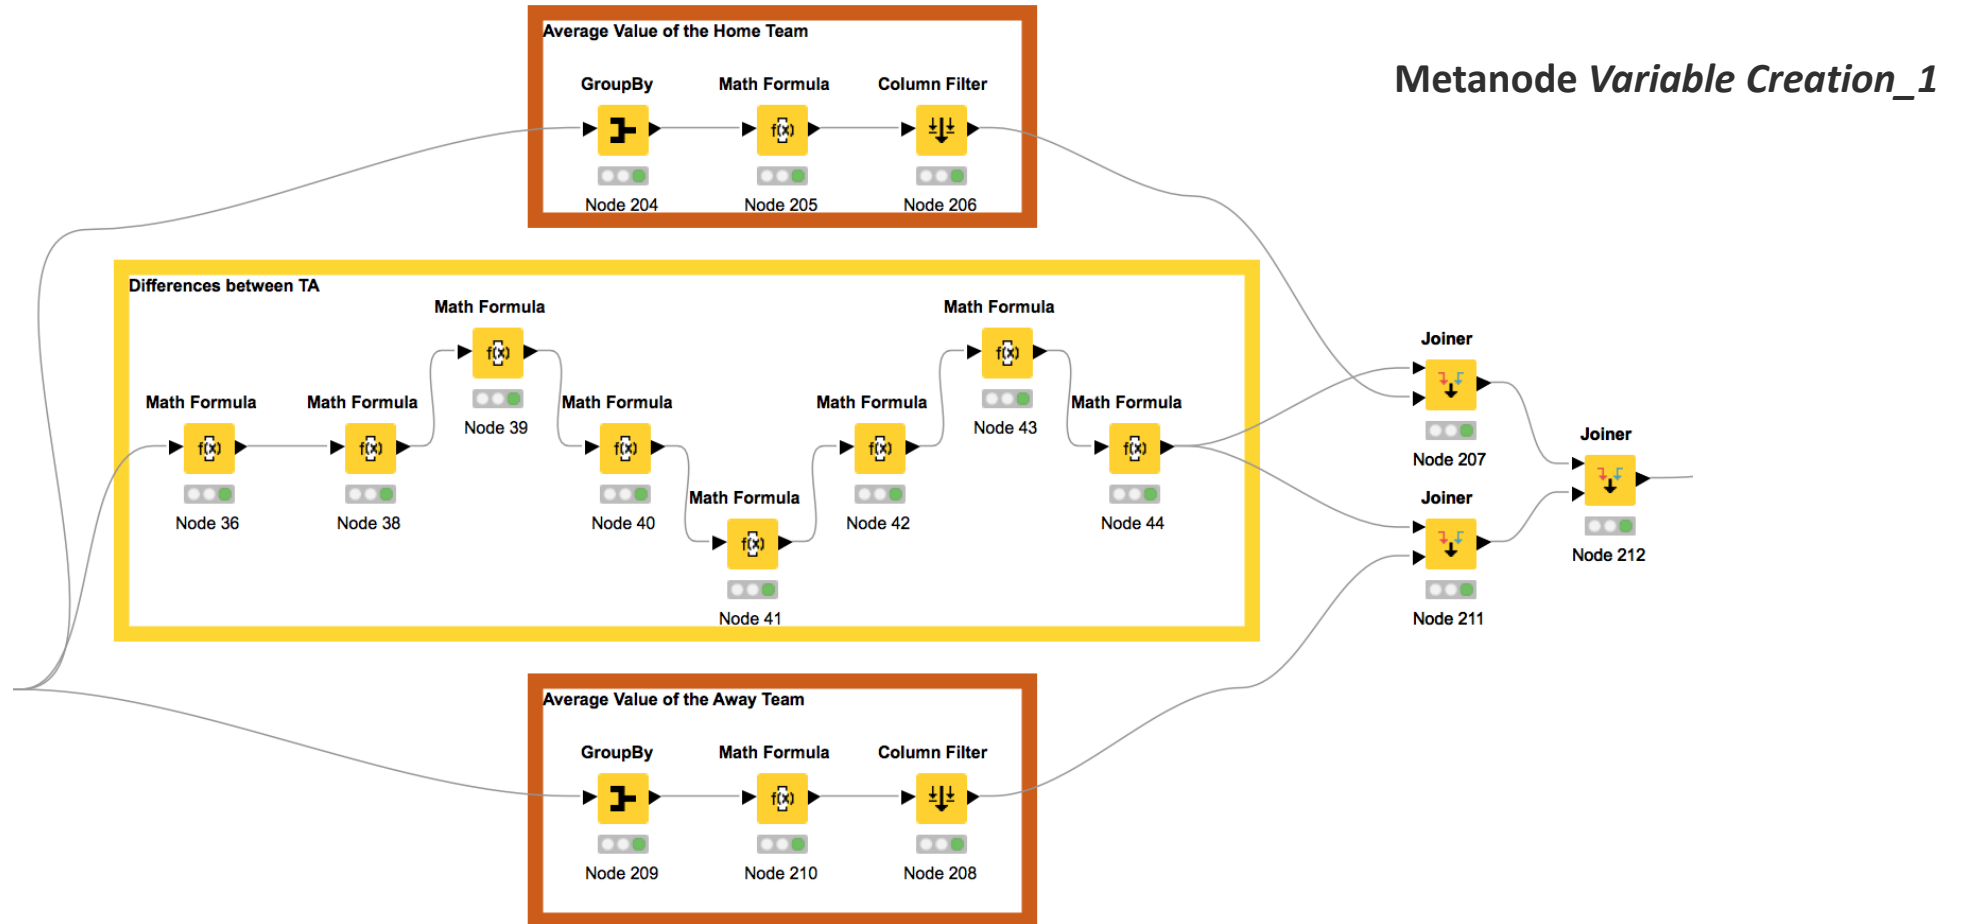 Metanode Variable Creation_1
Average Value of the Home Team
GroupBy
Math Formula
Column Filter
f(x)
Node 204
Node 205
Node 206
Differences between TA
Math Formula
f(x)
Node 36
Math Formula
f(x)
Node 38
Math Formula
f(x)
Node 39
Math Formula
f(x)
Node 40
Math Formula
f(x)
Node 41
Math Formula
f(x)
Node 42
Math Formula
f(x)
Node 43
Math Formula
f(x)
Node 44
Joiner
Node 207
Joiner
Node 211
Joiner
Node 212
Average Value of the Away Team
GroupBy
Math Formula
Column Filter
f(x)
Node 209
Node 210
Node 208